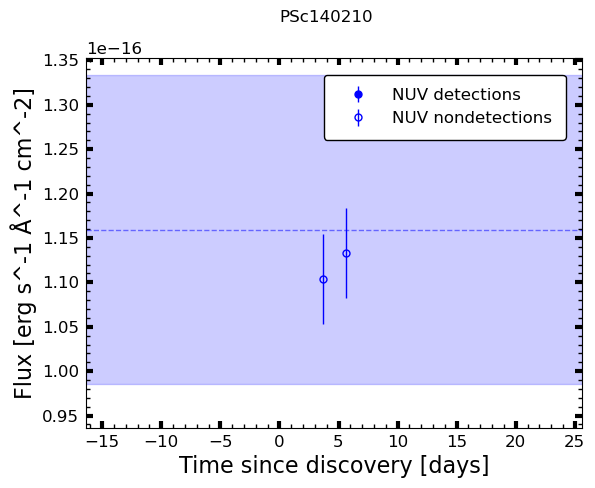 PSc140210
1e−16
1.35
1.30
1.25
1.20
1.15
1.10
1.05
1.00
0.95
Flux [erg s^-1 Å^-1 cm^-2]
NUV detections
NUV nondetections
−15 −10 −5 0 5 10 15 20 25
Time since discovery [days]